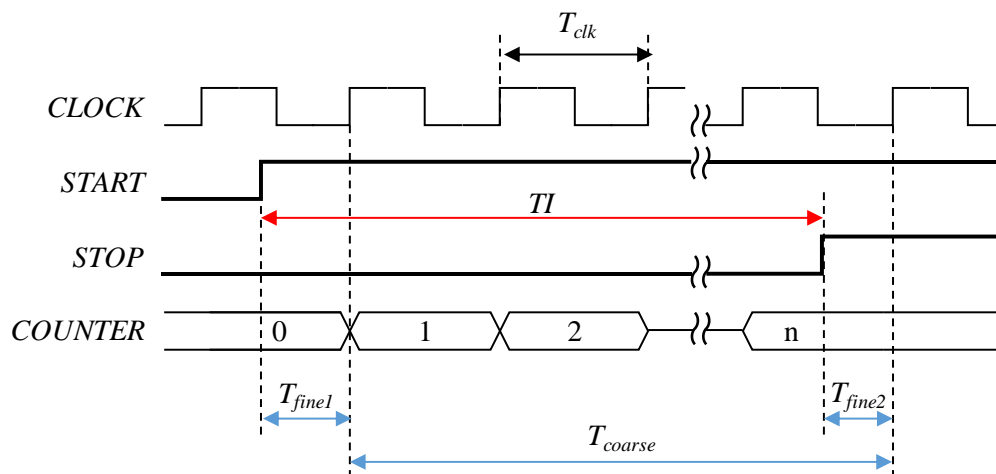 T_clk
CLOCK
START
TI
STOP
COUNTER 0 1 2 n
T_fine1 T_fine2
T_coarse